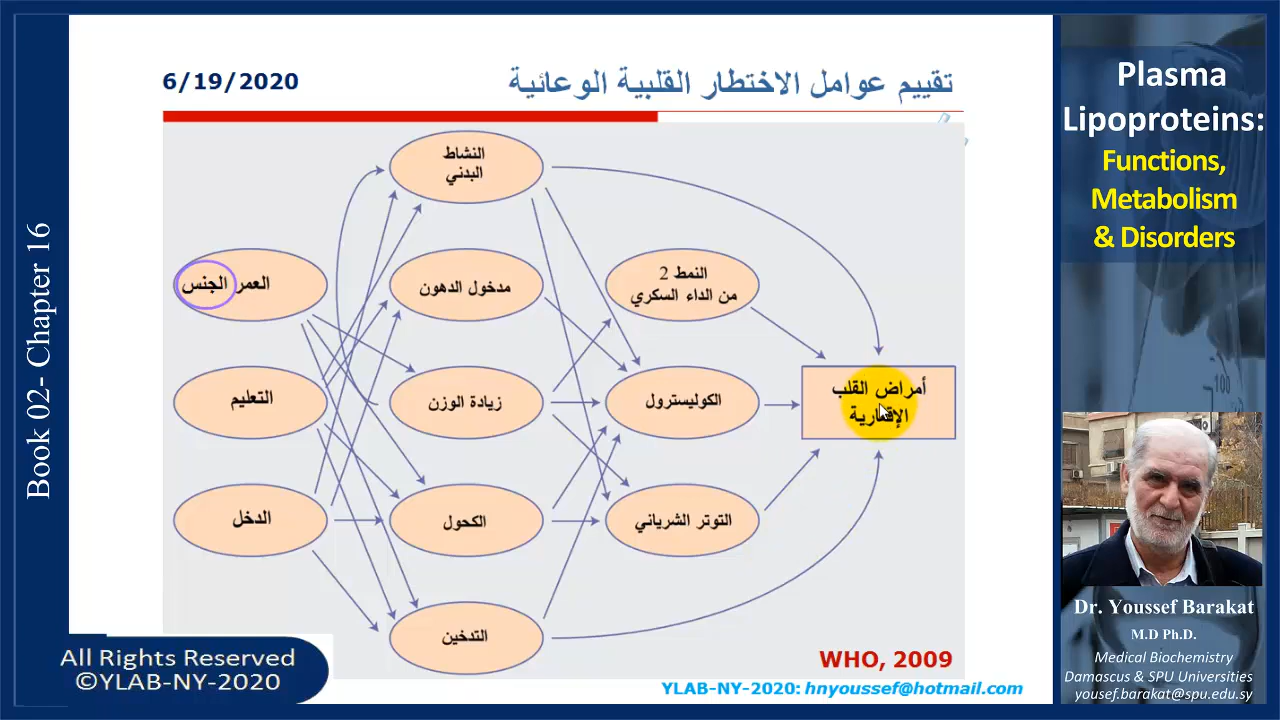 Book 02- Chapter 16
6/19/2020
تقييم عوامل الاختطار القلبية الوعائية
النشاط
البدني
العمر الجنس
مدخول الدهون
النمط 2
من الداء السكري
التعليم
زيادة الوزن
الكوليسترول
أمراض القلب
الإقفارية
الدخل
الكحول
التوتر الشرياني
التدخين
WHO, 2009
All Rights Reserved
©YLAB-NY-2020
YLAB-NY-2020: hnyoussef@hotmail.com
Plasma
Lipoproteins:
Functions,
Metabolism
& Disorders
100
Dr. Youssef Barakat
M.D Ph.D.
Medical Biochemistry
Damascus & SPU Universities
yousef.barakat@spu.edu.sy